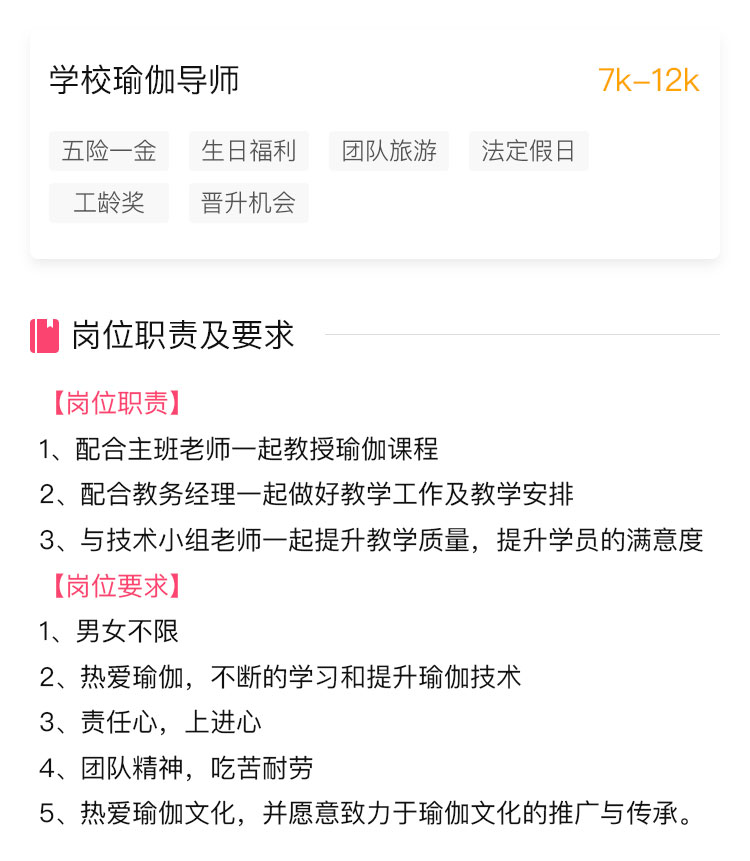 学校瑜伽导师
7k-12k
五险一金 生日福利 团队旅游 法定假日
工龄奖 晋升机会
岗位职责及要求
【岗位职责】
1、配合主班老师一起教授瑜伽课程
2、配合教务经理一起做好教学工作及教学安排
3、与技术小组老师一起提升教学质量，提升学员的满意度
【岗位要求】
1、男女不限
2、热爱瑜伽，不断的学习和提升瑜伽技术
3、责任心，上进心
4、团队精神，吃苦耐劳
5、热爱瑜伽文化，并愿意致力于瑜伽文化的推广与传承。